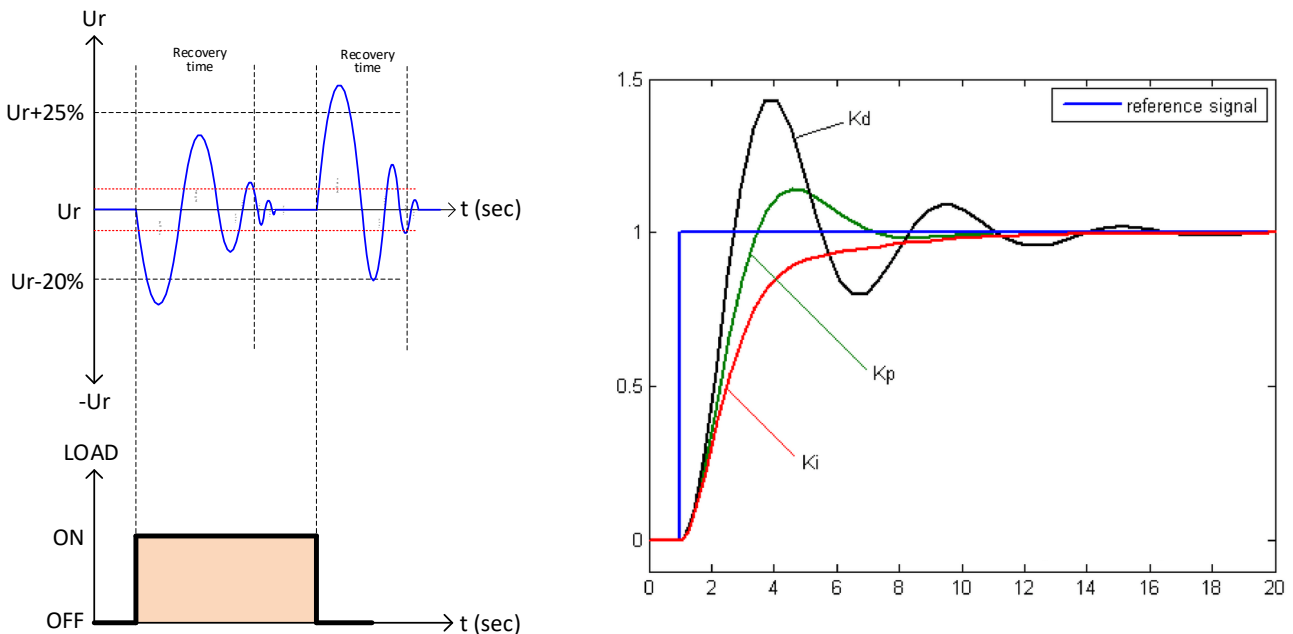 Ur
Recovery
time
Recovery
time
Ur+25%
Ur
t (sec)
Ur-20%
-Ur
LOAD
ON
OFF
t (sec)
1.5
reference signal
Kd
1
Kp
0.5
Ki
0
0 2 4 6 8 10 12 14 16 18 20